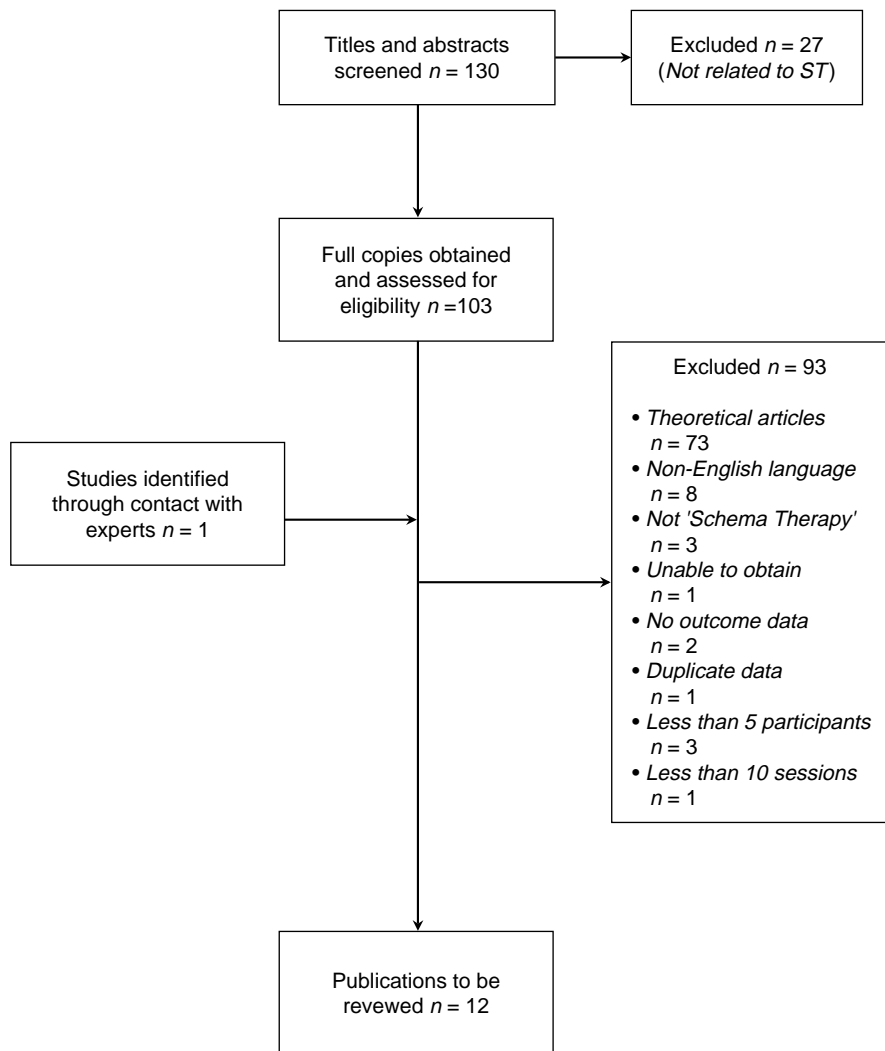 Titles and abstracts
screened n = 130
Excluded n = 27
(Not related to ST)
Full copies obtained
and assessed for
eligibility n =103
Studies identified
through contact with
experts n = 1
Excluded n = 93
• Theoretical articles
n = 73
• Non-English language
n = 8
• Not 'Schema Therapy'
n = 3
• Unable to obtain
n = 1
• No outcome data
n = 2
• Duplicate data
n = 1
• Less than 5 participants
n = 3
• Less than 10 sessions
n = 1
Publications to be
revewed n = 12